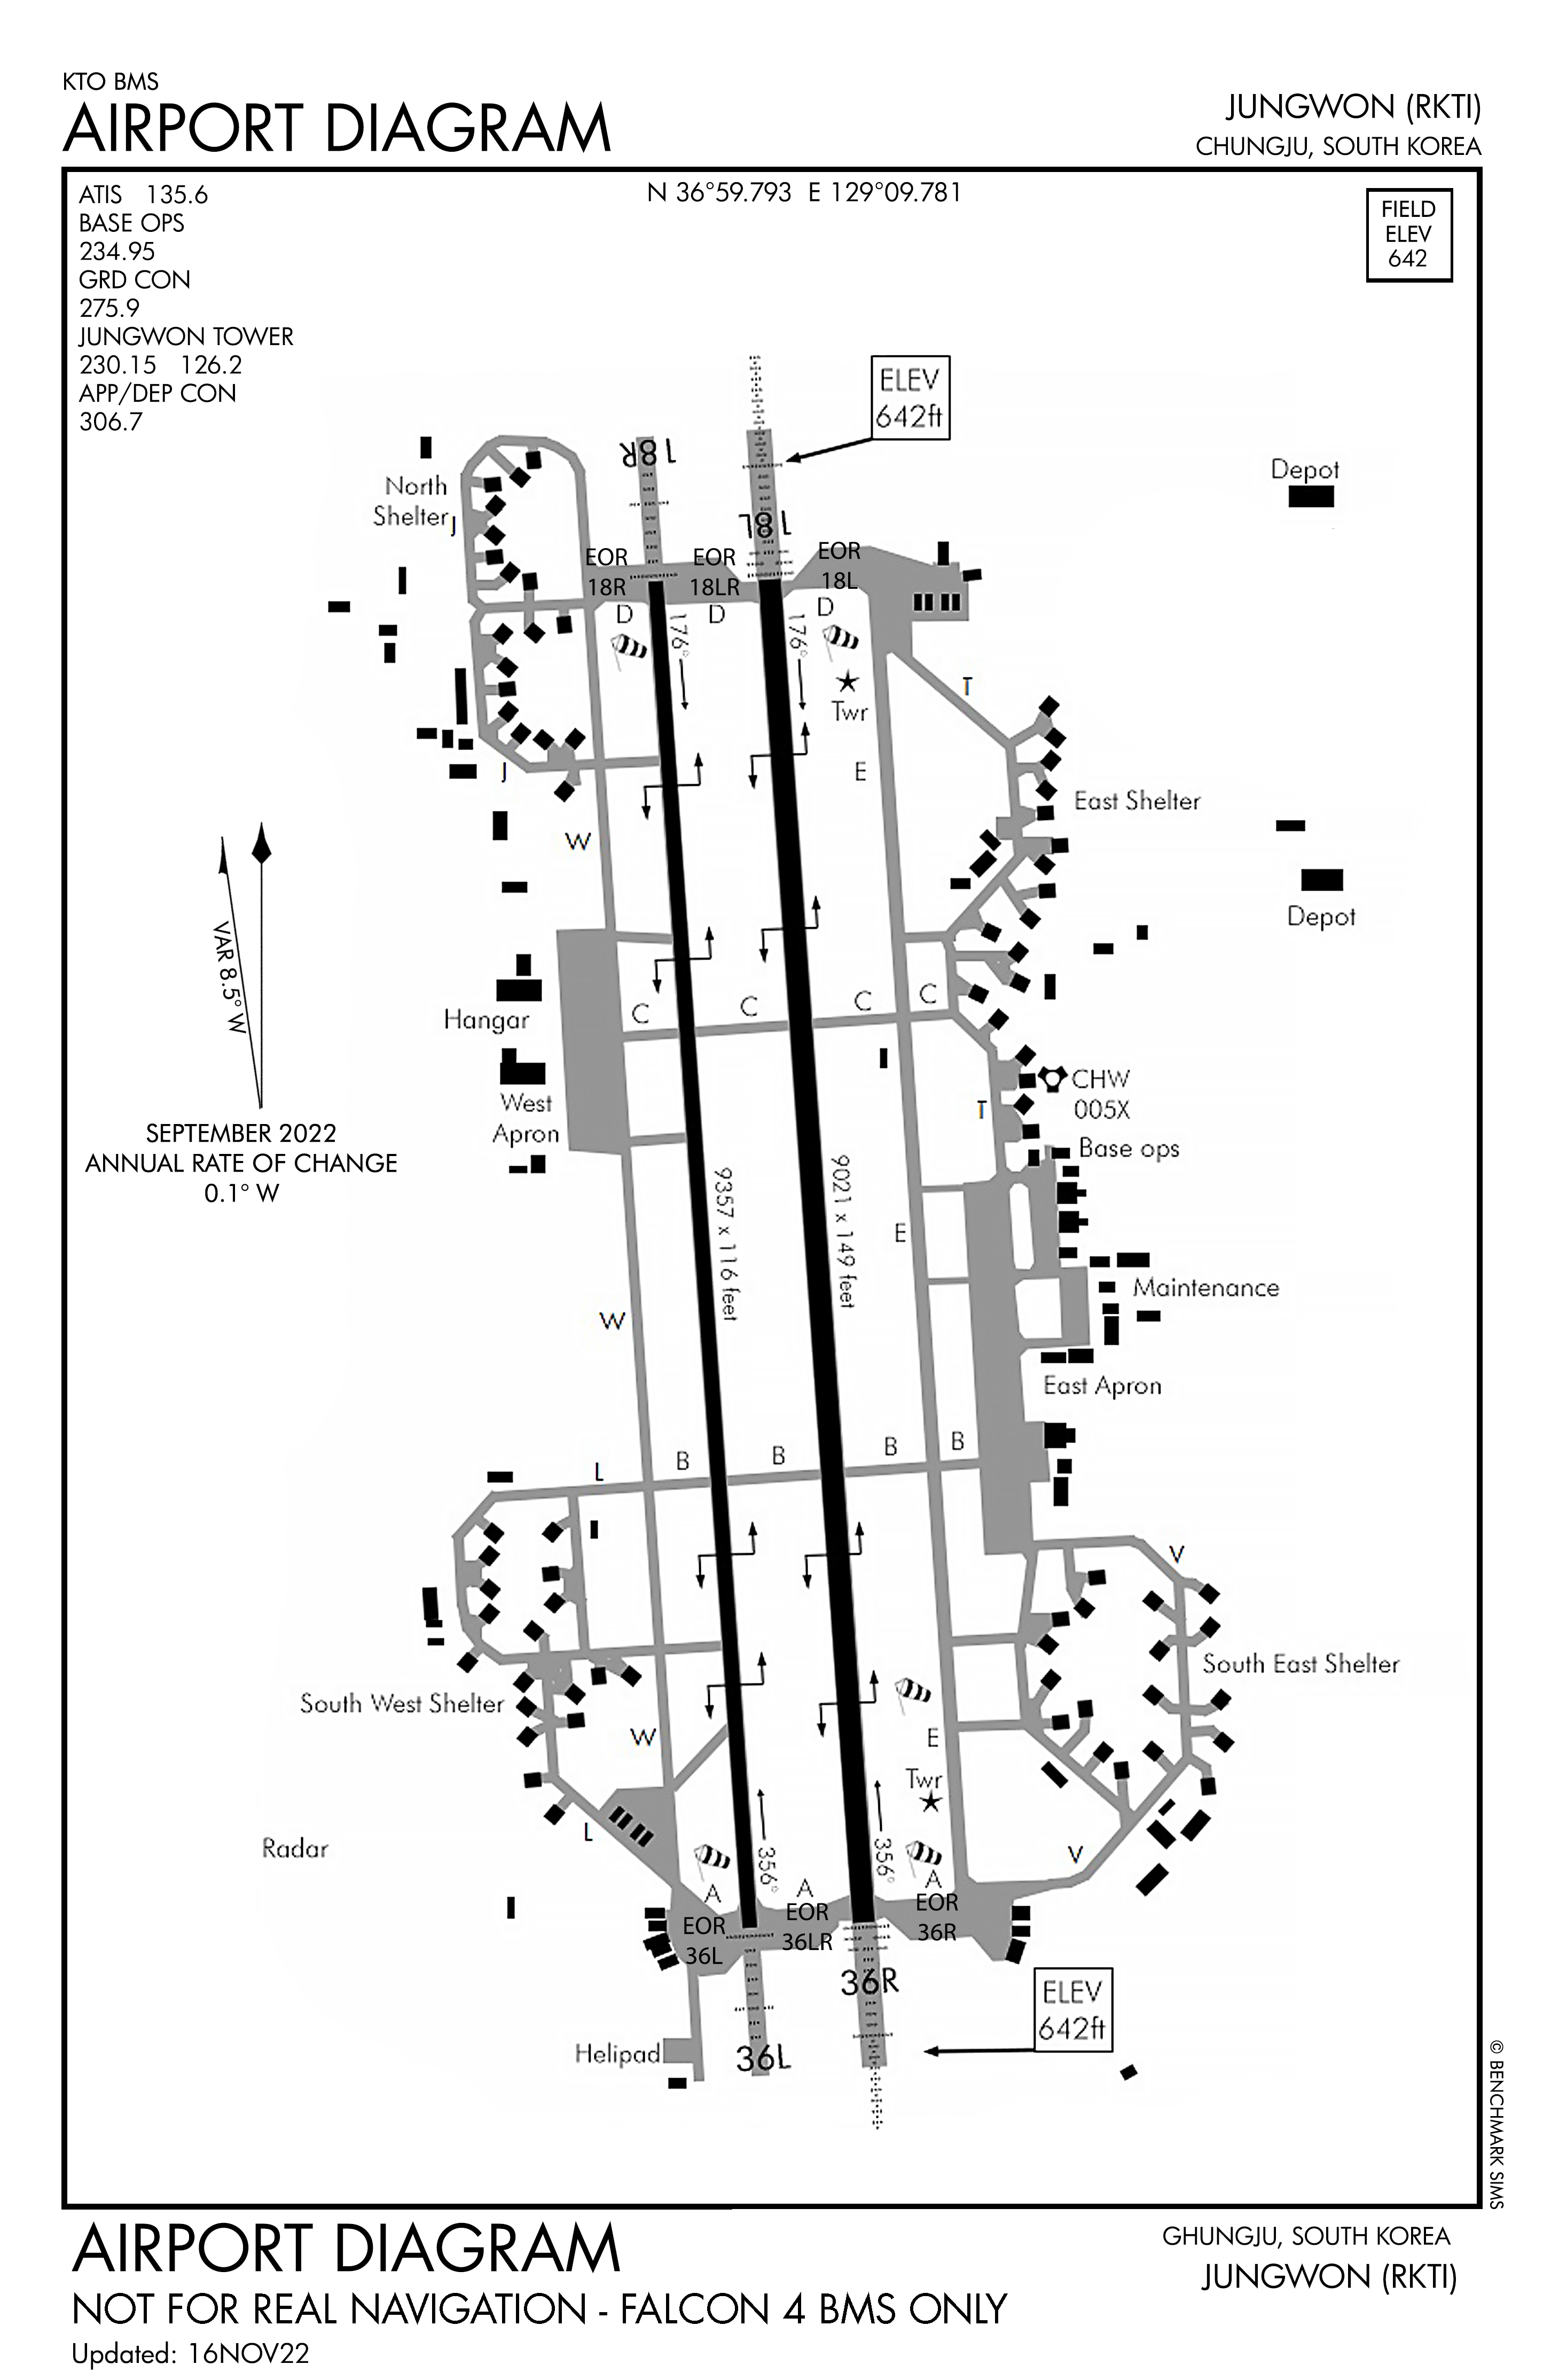 KTO BMS
AIRPORT DIAGRAM
JUNGWON (RKTI)
CHUNGJU, SOUTH KOREA
ATIS 135.6
BASE OPS
234.95
GRD CON
275.9
JUNGWON TOWER
230.15 126.2
APP/DEP CON
306.7
N 36°59.793 E 129°09.781
FIELD
ELEV
642
ELEV
642ft
18R
18L
North
Shelter
J
Depot
EOR
18R
EOR
18LR
EOR
18L
D
D
D
176°
176°
Twr
T
J
E
W
East Shelter
Depot
VAR 8.5° W
SEPTEMBER 2022
ANNUAL RATE OF CHANGE
0.1° W
Hangar
C
C
C
C
West
Apron
CHW
005X
T
Base ops
9357 x 116 feet
9021 x 149 feet
E
Maintenance
W
East Apron
L
B
B
B
B
V
South East Shelter
South West Shelter
W
E
Twr
L
Radar
356°
356°
V
A
A
A
EOR
36L
EOR
36LR
EOR
36R
36R
36L
ELEV
642ft
Helipad
© BENCHMARK SIMS
AIRPORT DIAGRAM
NOT FOR REAL NAVIGATION - FALCON 4 BMS ONLY
Updated: 16NOV22
GHUNGJU, SOUTH KOREA
JUNGWON (RKTI)